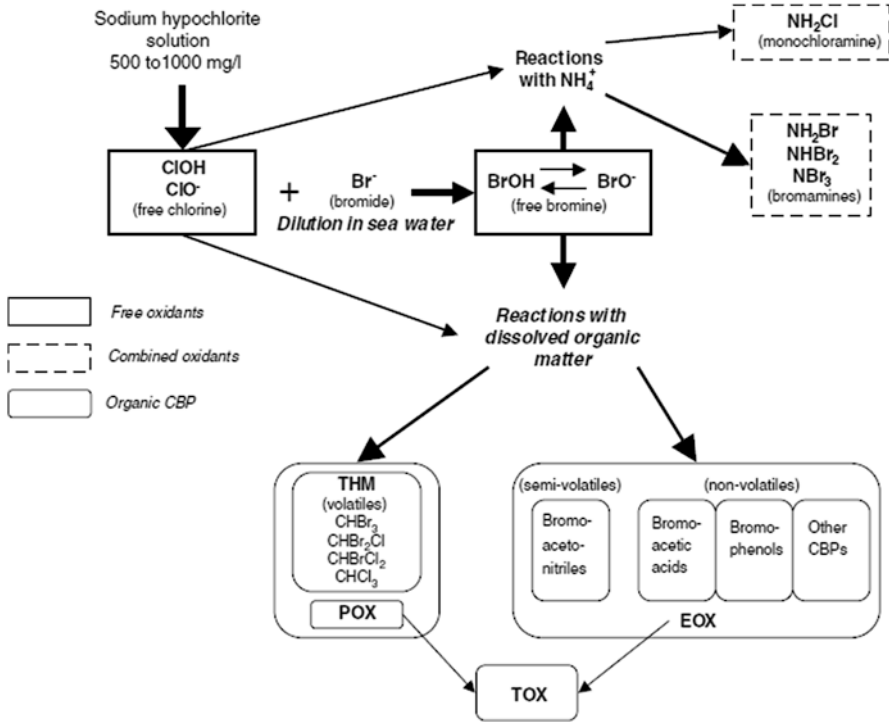 Sodium hypochlorite
solution
500 to1000 mg/l
NH₂Cl
(monochloramine)
Reactions
with NH₄⁺
NH₂Br
NHBr₂
NBr₃
(bromamines)
ClOH
ClO⁻
(free chlorine)
+
Br⁻
(bromide)
Dilution in sea water
BrOH BrO⁻
(free bromine)
Free oxidants
Combined oxidants
Organic CBP
Reactions with
dissolved organic
matter
THM
(volatiles)
CHBr₃
CHBr₂Cl
CHBrCl₂
CHCl₃
POX
(semi-volatiles)
(non-volatiles)
Bromo-
aceto-
nitriles
Bromo-
acetic
acids
Bromo-
phenols
Other
CBPs
EOX
TOX